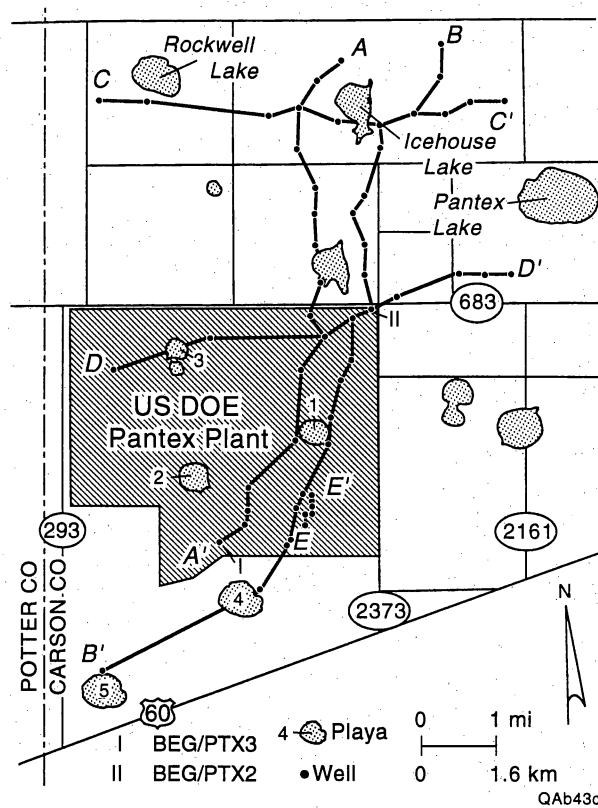 Rockwell
Lake
A
B
C
C'
Icehouse
Lake
Pantex
Lake
D'
683
II
D
3
US DOE
Pantex Plant
1
2
E'
E
A'
I
293
2161
2373
4
N
POTTER CO
CARSON CO
B'
5
60
I BEG/PTX3
II BEG/PTX2
4 Playa
Well
0 1 mi
0 1.6 km